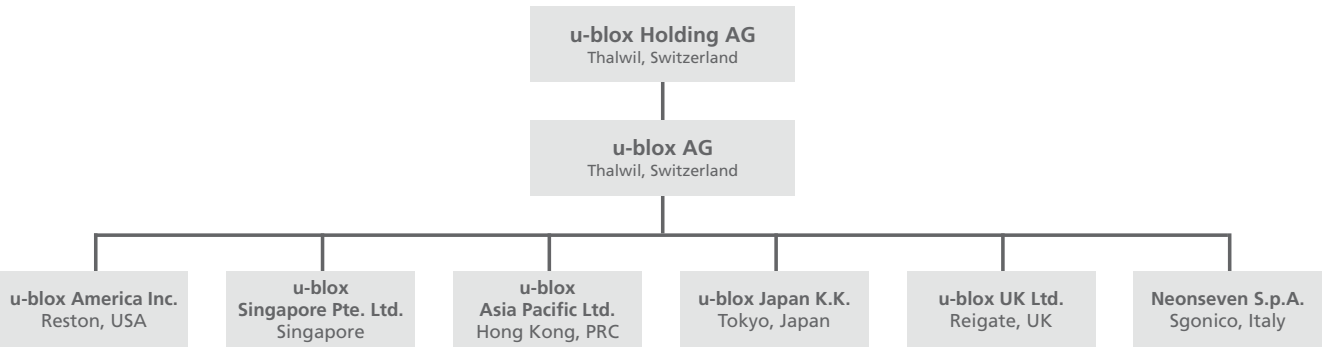 u-blox Holding AG
Thalwil, Switzerland
u-blox AG
Thalwil, Switzerland
u-blox America Inc.
Reston, USA
u-blox
Singapore Pte. Ltd.
Singapore
u-blox
Asia Pacific Ltd.
Hong Kong, PRC
u-blox Japan K.K.
Tokyo, Japan
u-blox UK Ltd.
Reigate, UK
Neonseven S.p.A.
Sgonico, Italy